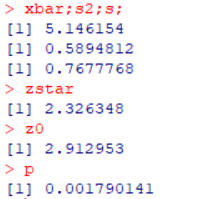 > xbar;s2;s;
[1] 5.146154
[1] 0.5894812
[1] 0.7677768
> zstar
[1] 2.326348
> z0
[1] 2.912953
> p
[1] 0.001790141